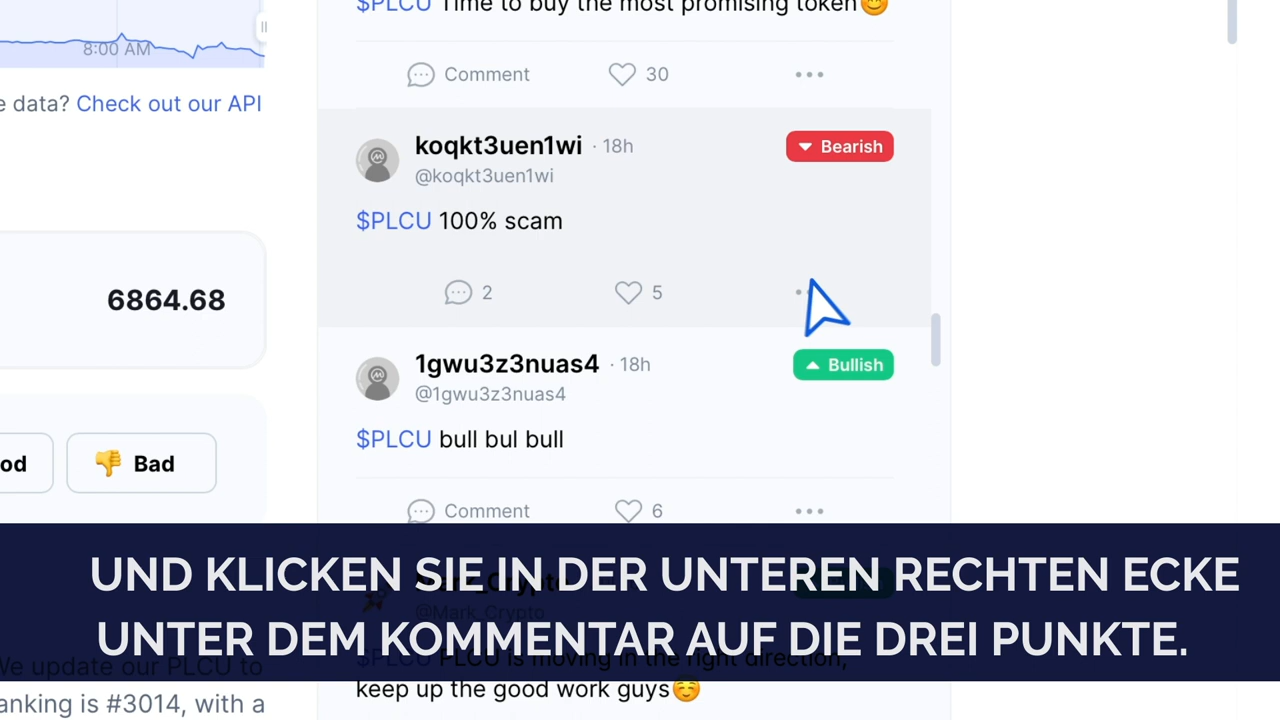 $PLCU Time to buy the most promising token😊
8:00 AM
Comment
30
e data? Check out our API
koqkt3uen1wi · 18h
Bearish
@koqkt3uen1wi
$PLCU 100% scam
6864.68
2
5
1gwu3z3nuas4 · 18h
Bullish
@1gwu3z3nuas4
$PLCU bull bul bull
od
👎 Bad
Comment
6
UND KLICKEN SIE IN DER UNTEREN RECHTEN ECKE
UNTER DEM KOMMENTAR AUF DIE DREI PUNKTE.
Mark_Crypto
@Mark_Crypto
We update our PLCU to
$PLCU PLCU is moving in the right direction,
keep up the good work guys☺️
anking is #3014, with a